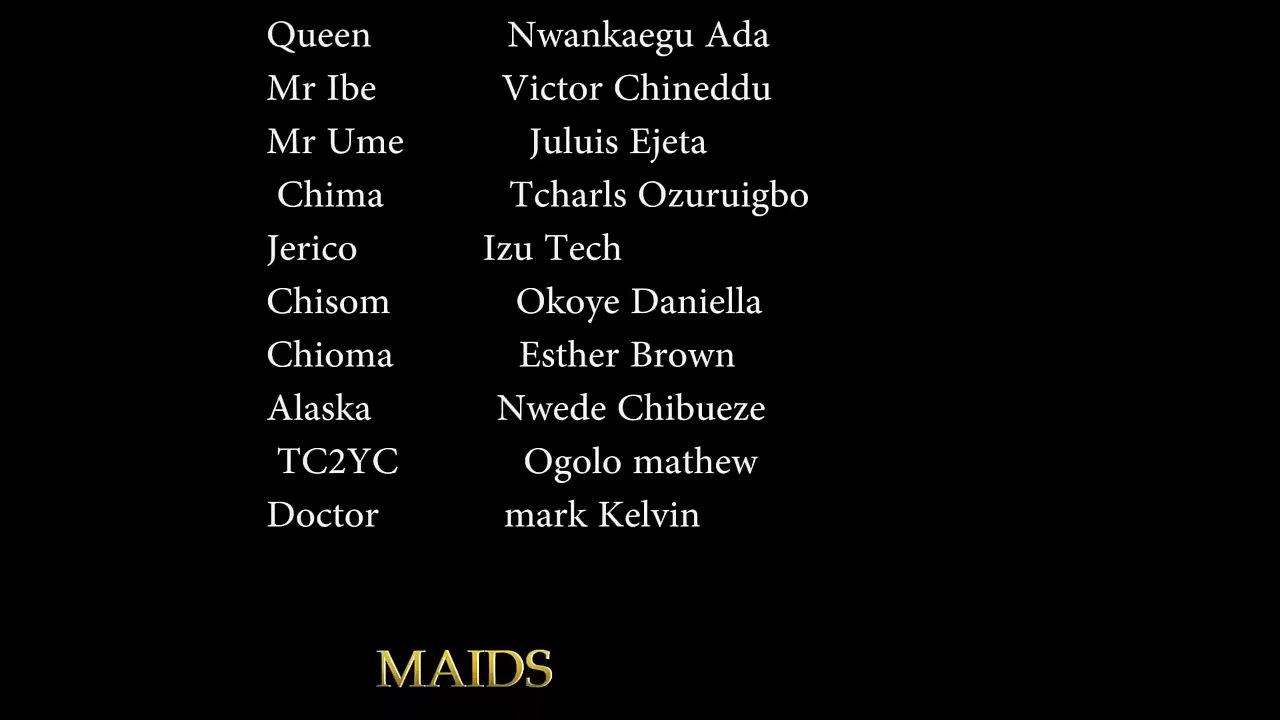 Queen Nwankaegu Ada
Mr Ibe Victor Chineddu
Mr Ume Juluis Ejeta
Chima Tcharls Ozuruigbo
Jerico Izu Tech
Chisom Okoye Daniella
Chioma Esther Brown
Alaska Nwede Chibueze
TC2YC Ogolo mathew
Doctor mark Kelvin
MAIDS